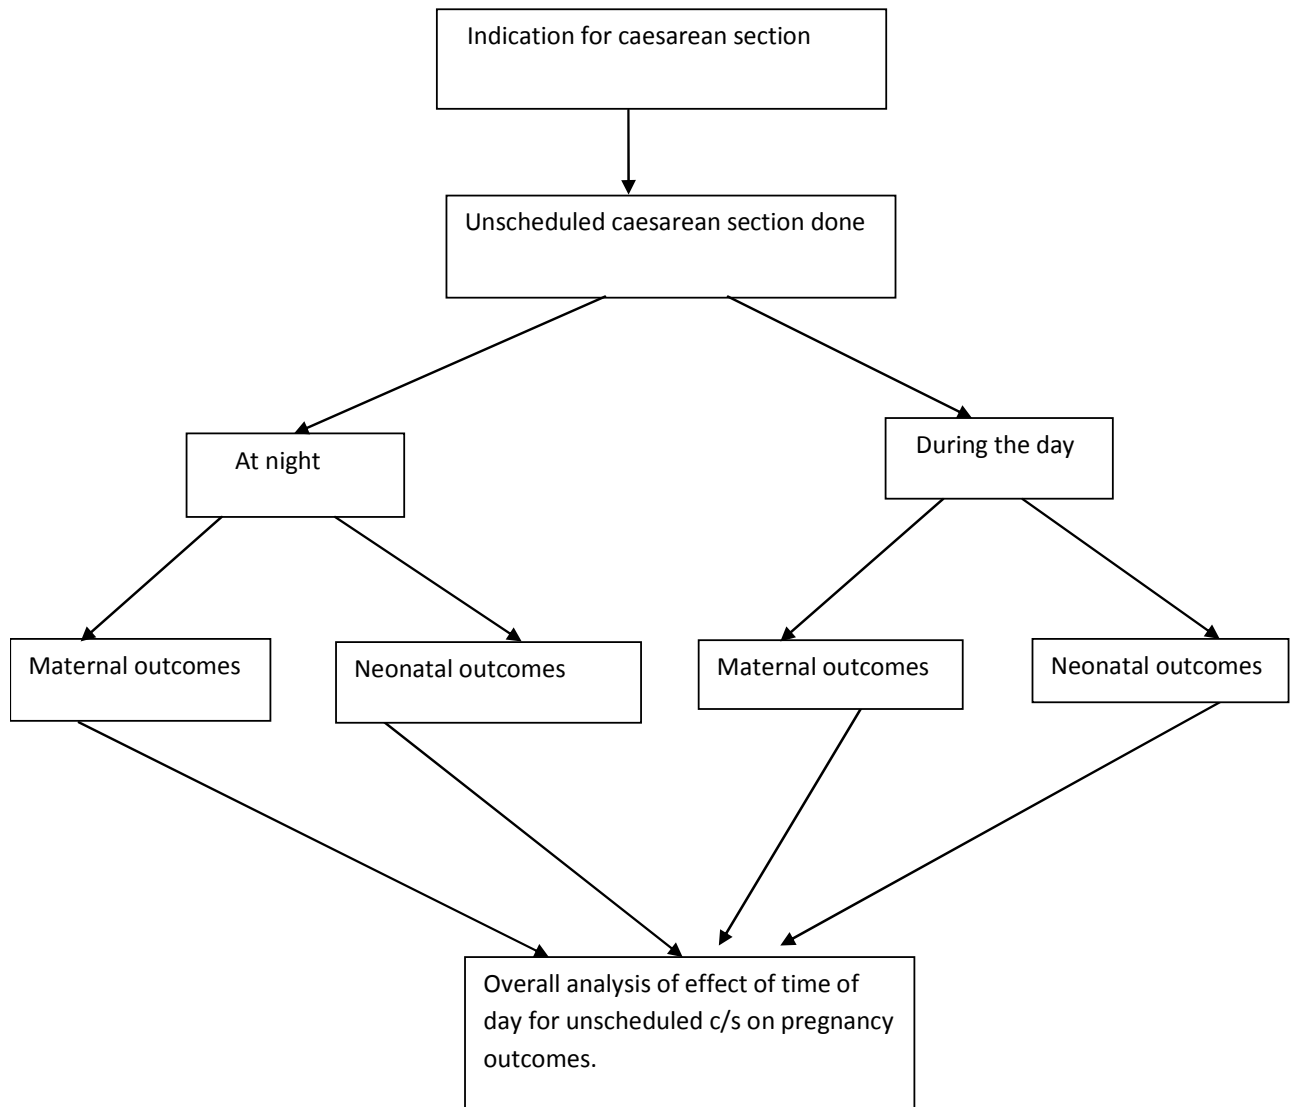 Indication for caesarean section
Unscheduled caesarean section done
At night
During the day
Maternal outcomes
Neonatal outcomes
Maternal outcomes
Neonatal outcomes
Overall analysis of effect of time of
day for unscheduled c/s on pregnancy
outcomes.